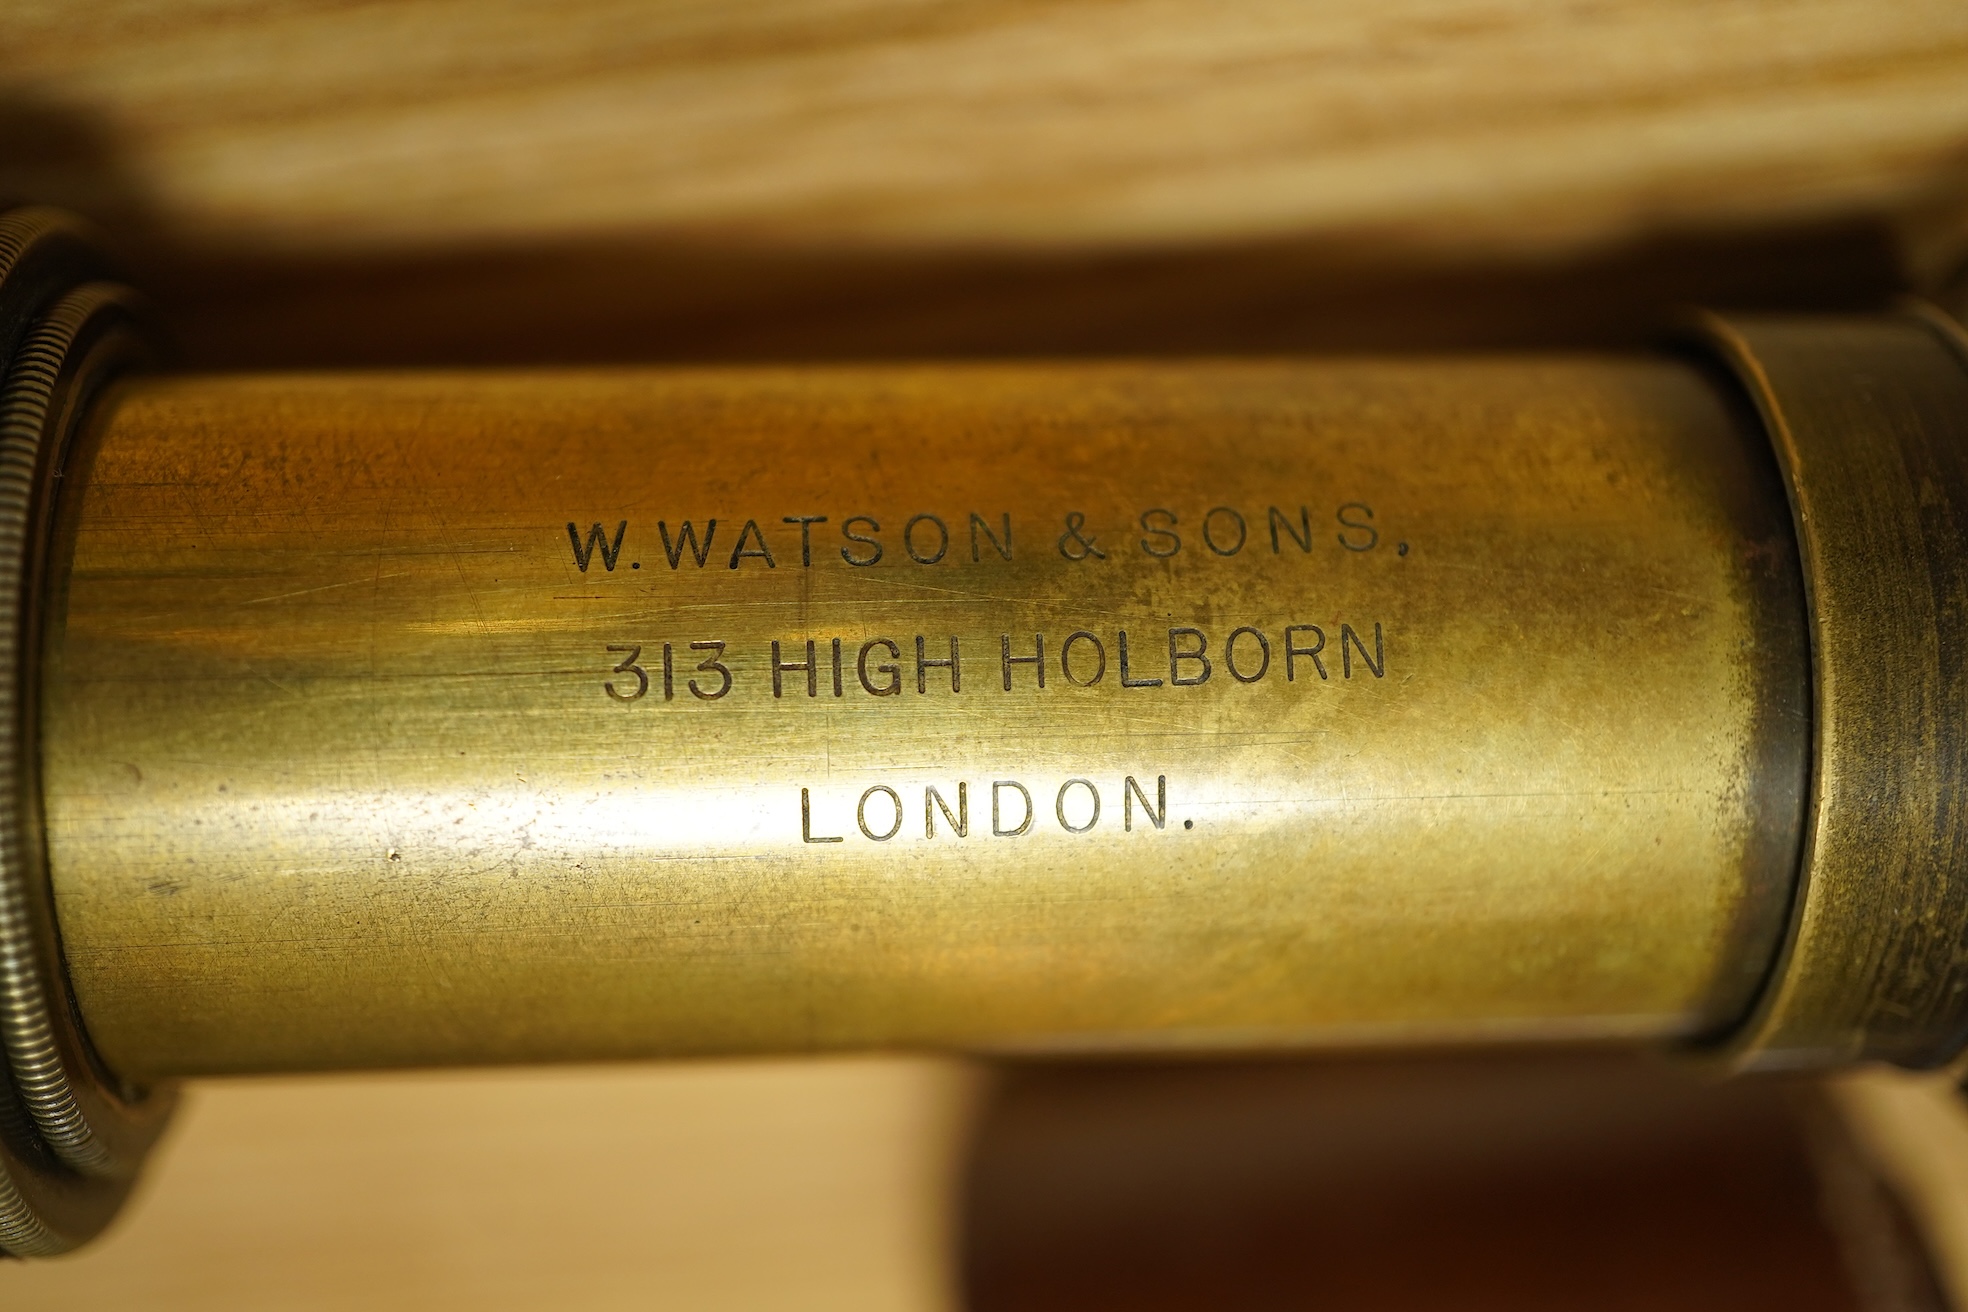 W. WATSON & SONS,
313 HIGH HOLBORN
LONDON.